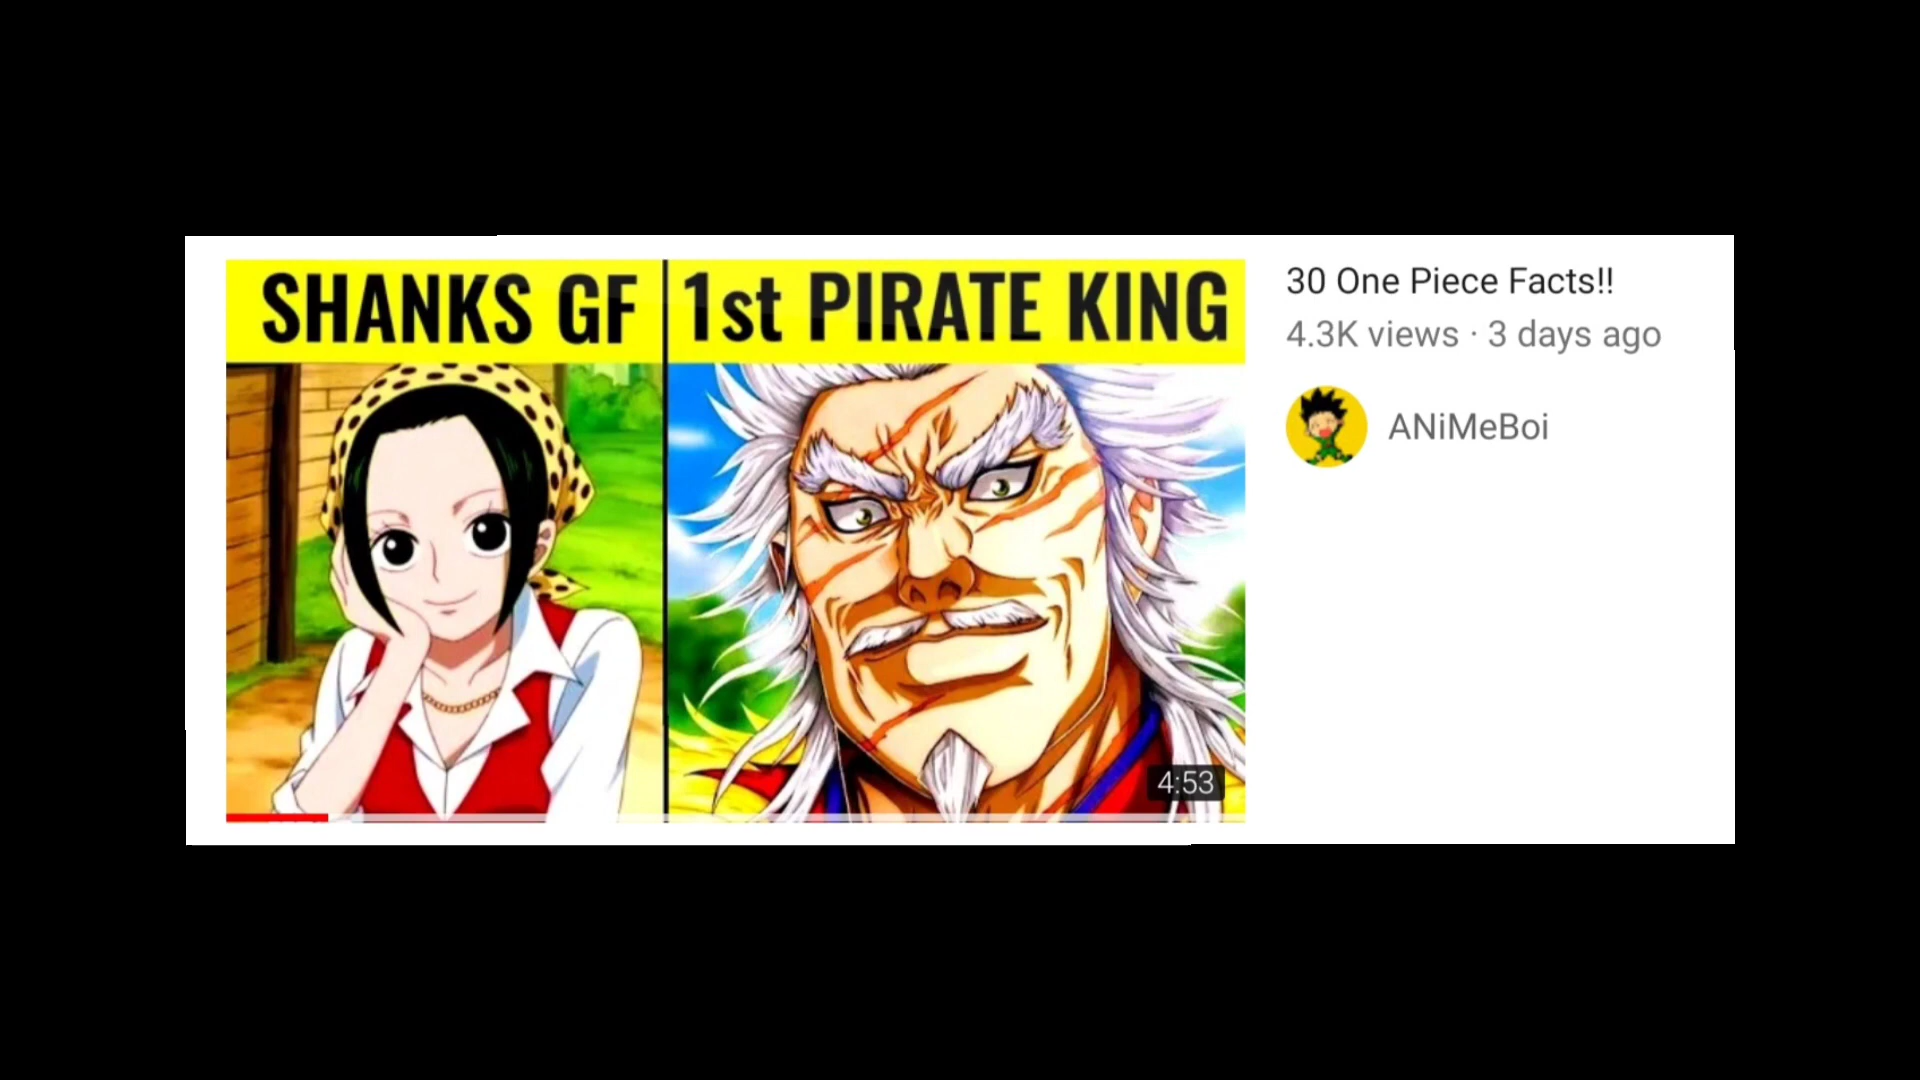 SHANKS GF
1st PIRATE KING
4:53
30 One Piece Facts!!
4.3K views · 3 days ago
ANiMeBoi